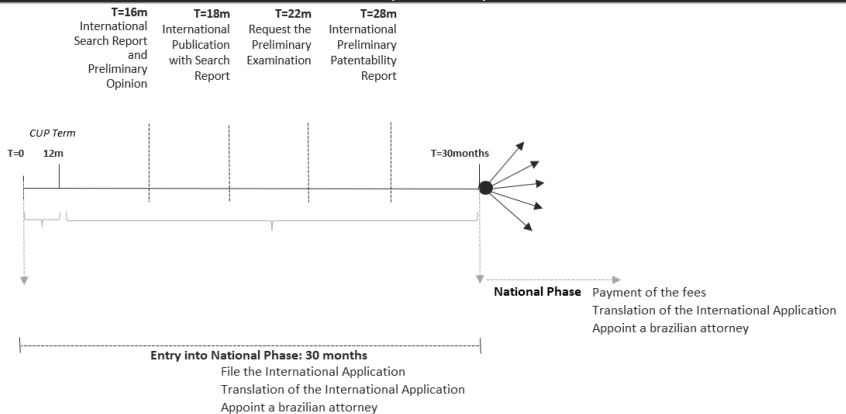 T=16m
International
Search Report
and
Preliminary
Opinion
T=18m
International
Publication
with Search
Report
T=22m
Request the
Preliminary
Examination
T=28m
International
Preliminary
Patentability
Report
CUP Term
T=0
12m
T=30months
National Phase
Payment of the fees
Translation of the International Application
Appoint a brazilian attorney
Entry into National Phase: 30 months
File the International Application
Translation of the International Application
Appoint a brazilian attorney